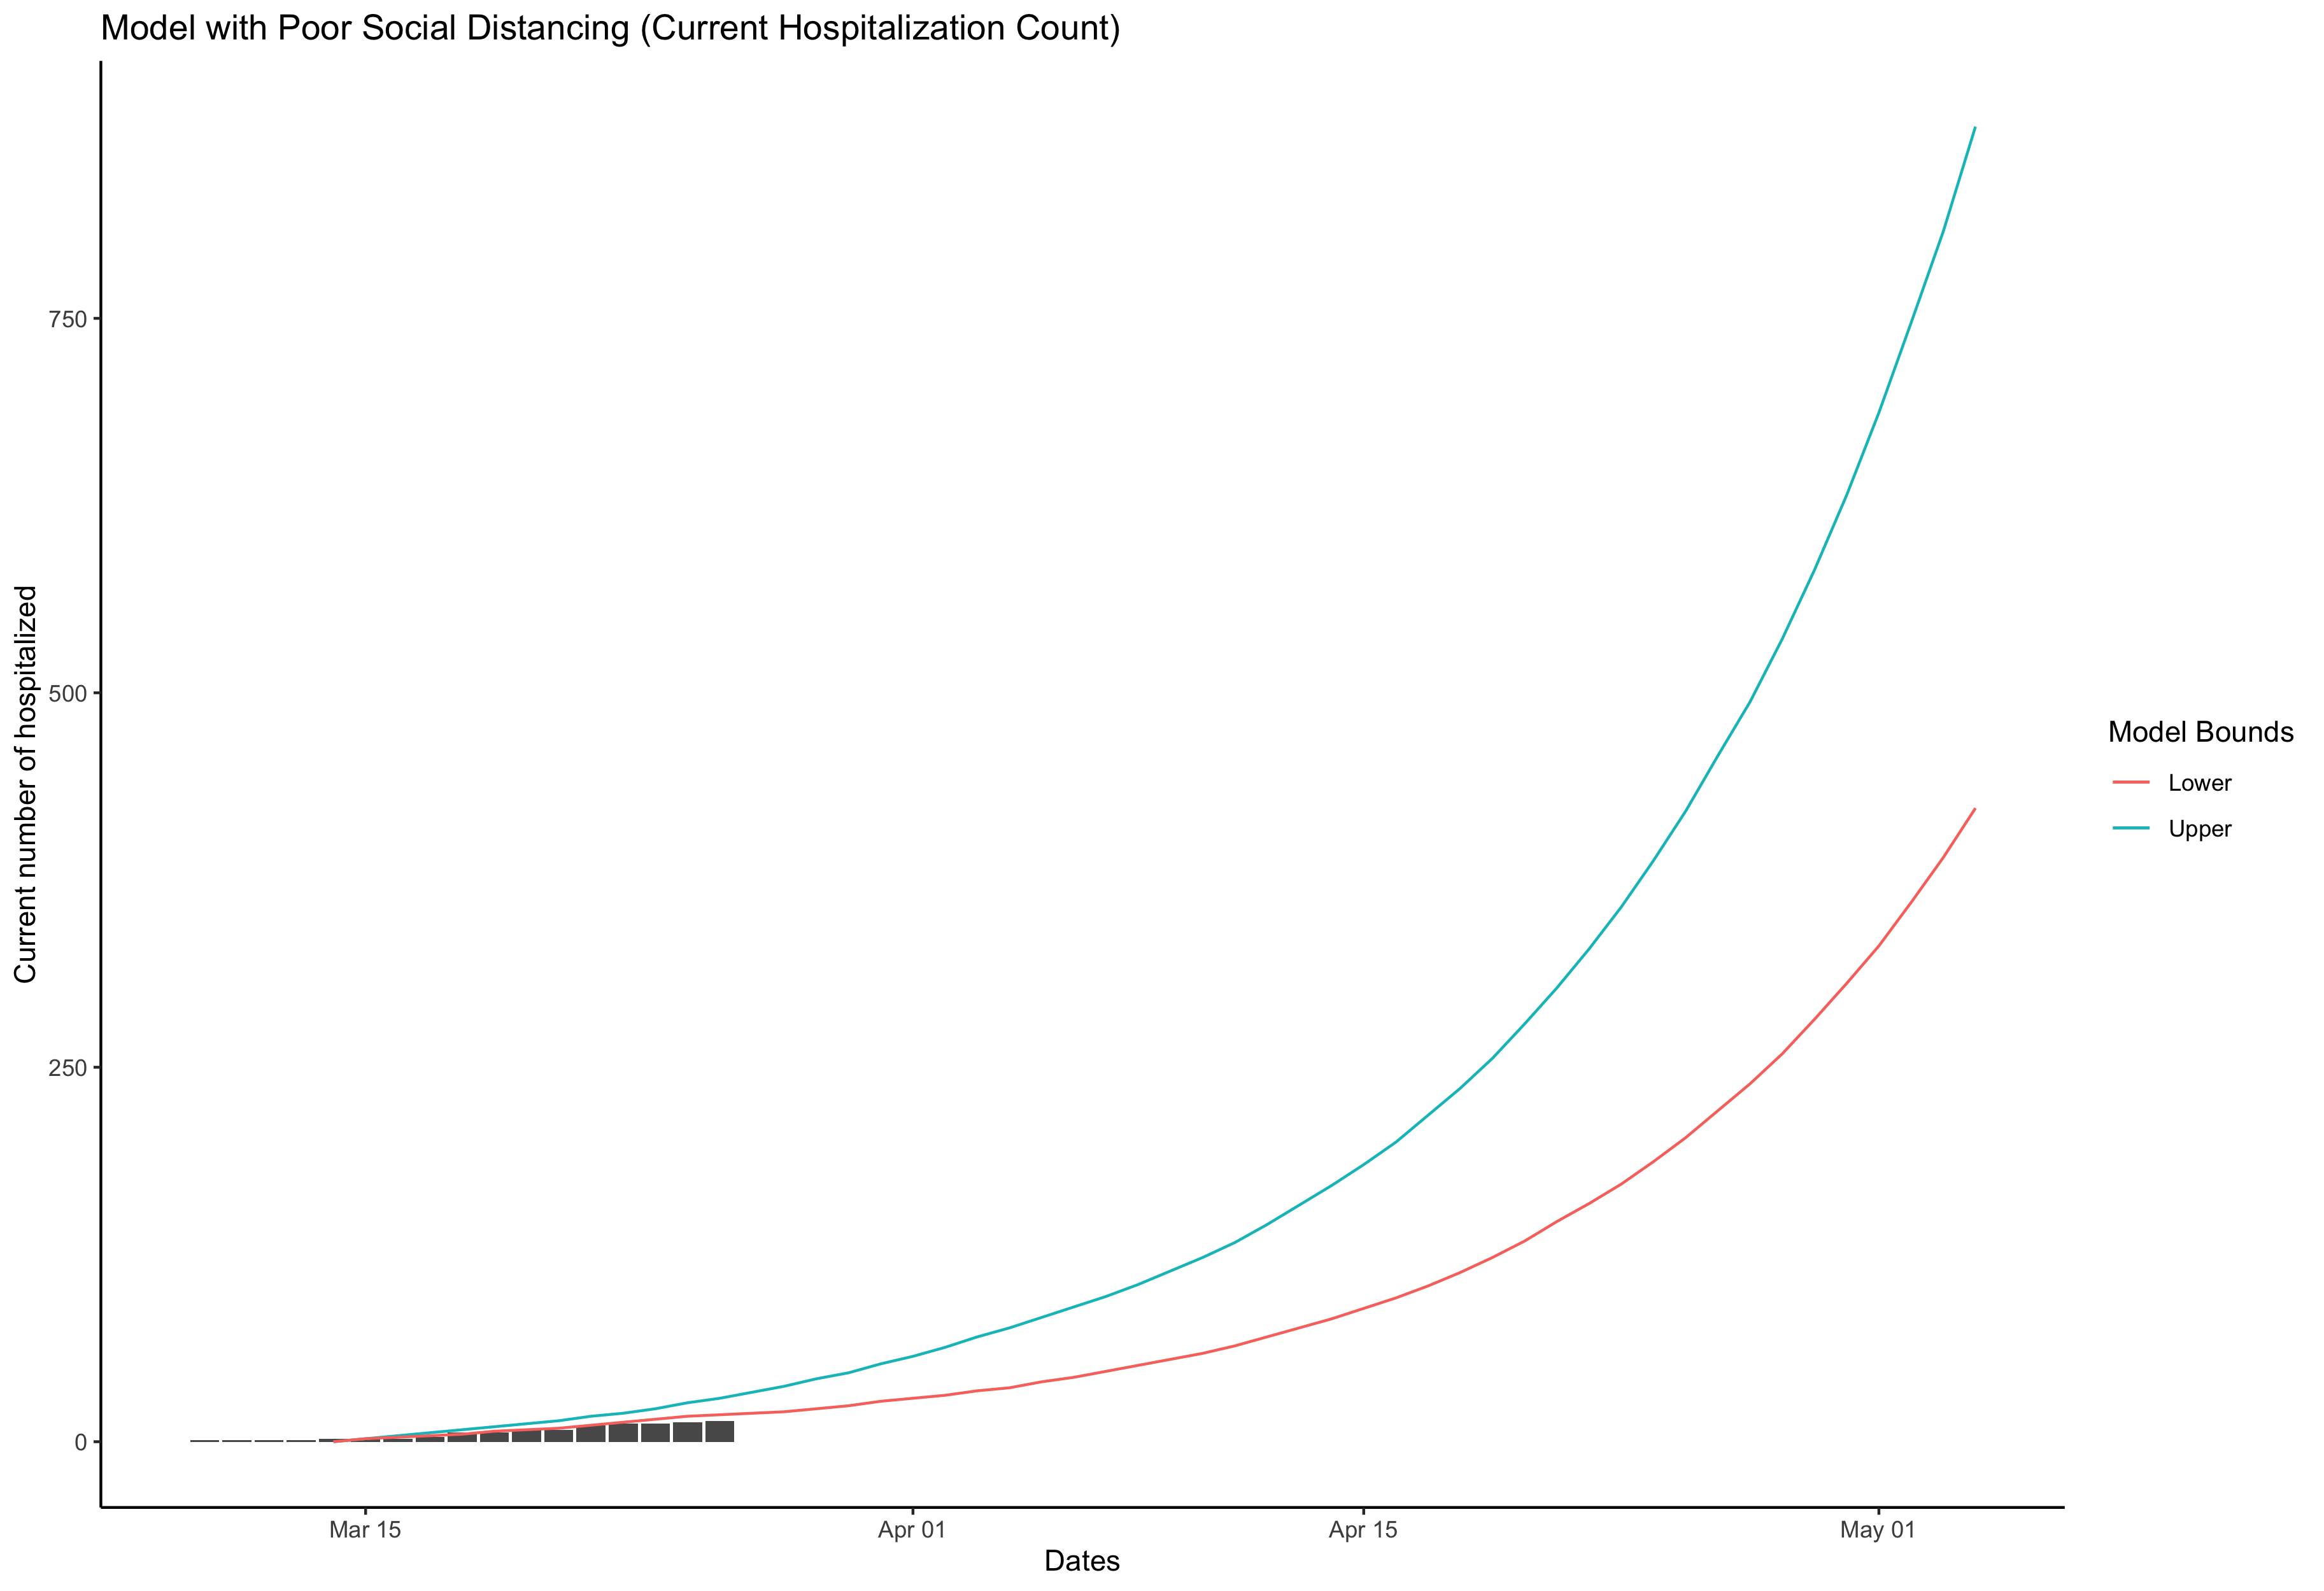 Model with Poor Social Distancing (Current Hospitalization Count)
Current number of hospitalized
750
500
250
0
Mar 15
Apr 01
Apr 15
May 01
Dates
Model Bounds
Lower
Upper